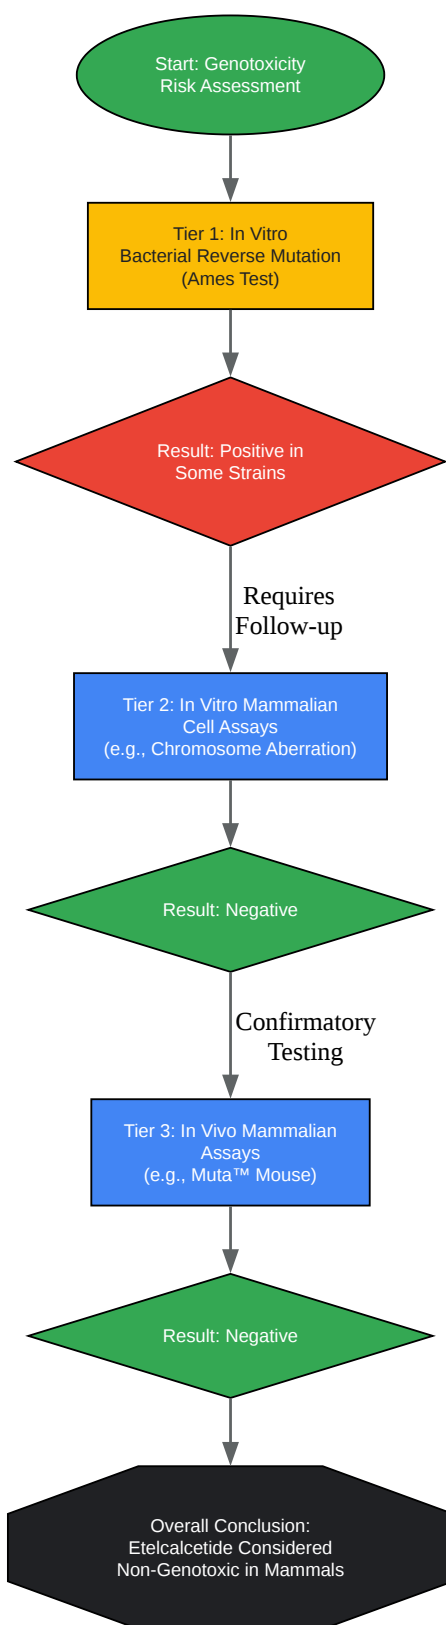 Start: Genotoxicity
Risk Assessment
Tier 1: In Vitro
Bacterial Reverse Mutation
(Ames Test)
Result: Positive in
Some Strains
Requires
Follow-up
Tier 2: In Vitro Mammalian
Cell Assays
(e.g., Chromosome Aberration)
Result: Negative
Confirmatory
Testing
Tier 3: In Vivo Mammalian
Assays
(e.g., Muta™ Mouse)
Result: Negative
Overall Conclusion:
Etelcalcetide Considered
Non-Genotoxic in Mammals